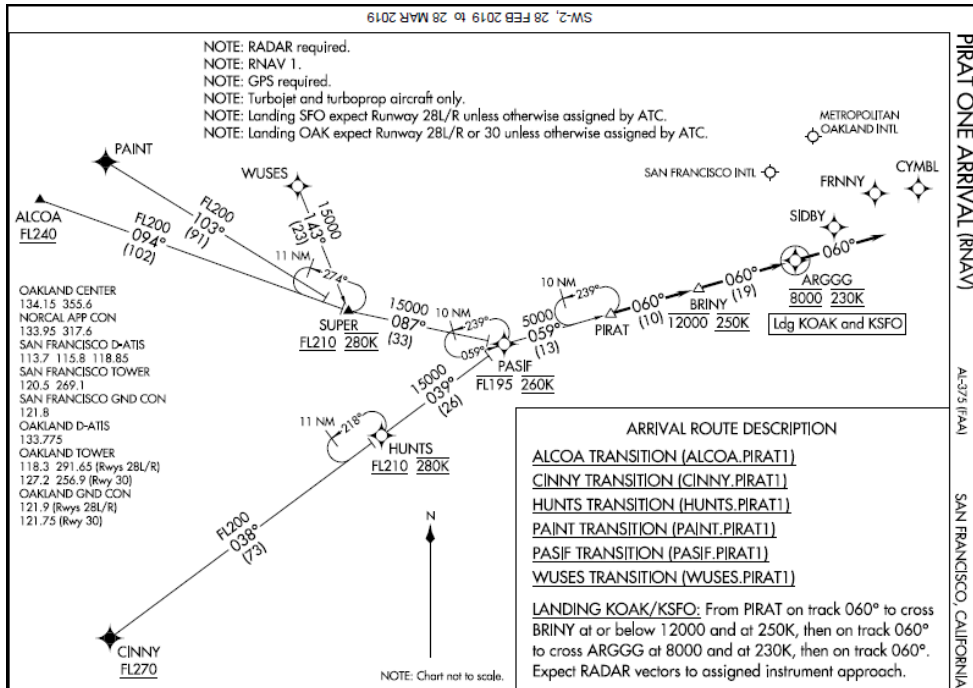 SW-2, 28 FEB 2019 to 28 MAR 2019
PIRAT ONE ARRIVAL (RNAV)
AL-375 (FAA)
SAN FRANCISCO, CALIFORNIA
NOTE: RADAR required.
NOTE: RNAV 1.
NOTE: GPS required.
NOTE: Turbojet and turboprop aircraft only.
NOTE: Landing SFO expect Runway 28L/R unless otherwise assigned by ATC.
NOTE: Landing OAK expect Runway 28L/R or 30 unless otherwise assigned by ATC.
METROPOLITAN
OAKLAND INTL
SAN FRANCISCO INTL
CYMBL
FRNNY
SIDBY
PAINT
WUSES
ALCOA
FL240
FL200
103°
(91)
FL200
094°
(102)
15000
143°
(23)
11 NM
274°
SUPER
FL210 280K
15000
087°
(33)
10 NM
239°
059°
PASIF
FL195 260K
10 NM
239°
5000
059°
(13)
PIRAT
060°
(10)
BRINY
12000 250K
060°
(19)
060°
ARGGG
8000 230K
Ldg KOAK and KSFO
15000
039°
(26)
11 NM
218°
HUNTS
FL210 280K
FL200
038°
(73)
CINNY
FL270
N
NOTE: Chart not to scale.
OAKLAND CENTER
134.15 355.6
NORCAL APP CON
133.95 317.6
SAN FRANCISCO D-ATIS
113.7 115.8 118.85
SAN FRANCISCO TOWER
120.5 269.1
SAN FRANCISCO GND CON
121.8
OAKLAND D-ATIS
133.775
OAKLAND TOWER
118.3 291.65 (Rwys 28L/R)
127.2 256.9 (Rwy 30)
OAKLAND GND CON
121.9 (Rwys 28L/R)
121.75 (Rwy 30)
ARRIVAL ROUTE DESCRIPTION
ALCOA TRANSITION (ALCOA.PIRAT1)
CINNY TRANSITION (CINNY.PIRAT1)
HUNTS TRANSITION (HUNTS.PIRAT1)
PAINT TRANSITION (PAINT.PIRAT1)
PASIF TRANSITION (PASIF.PIRAT1)
WUSES TRANSITION (WUSES.PIRAT1)
LANDING KOAK/KSFO: From PIRAT on track 060° to cross
BRINY at or below 12000 and at 250K, then on track 060°
to cross ARGGG at 8000 and at 230K, then on track 060°.
Expect RADAR vectors to assigned instrument approach.